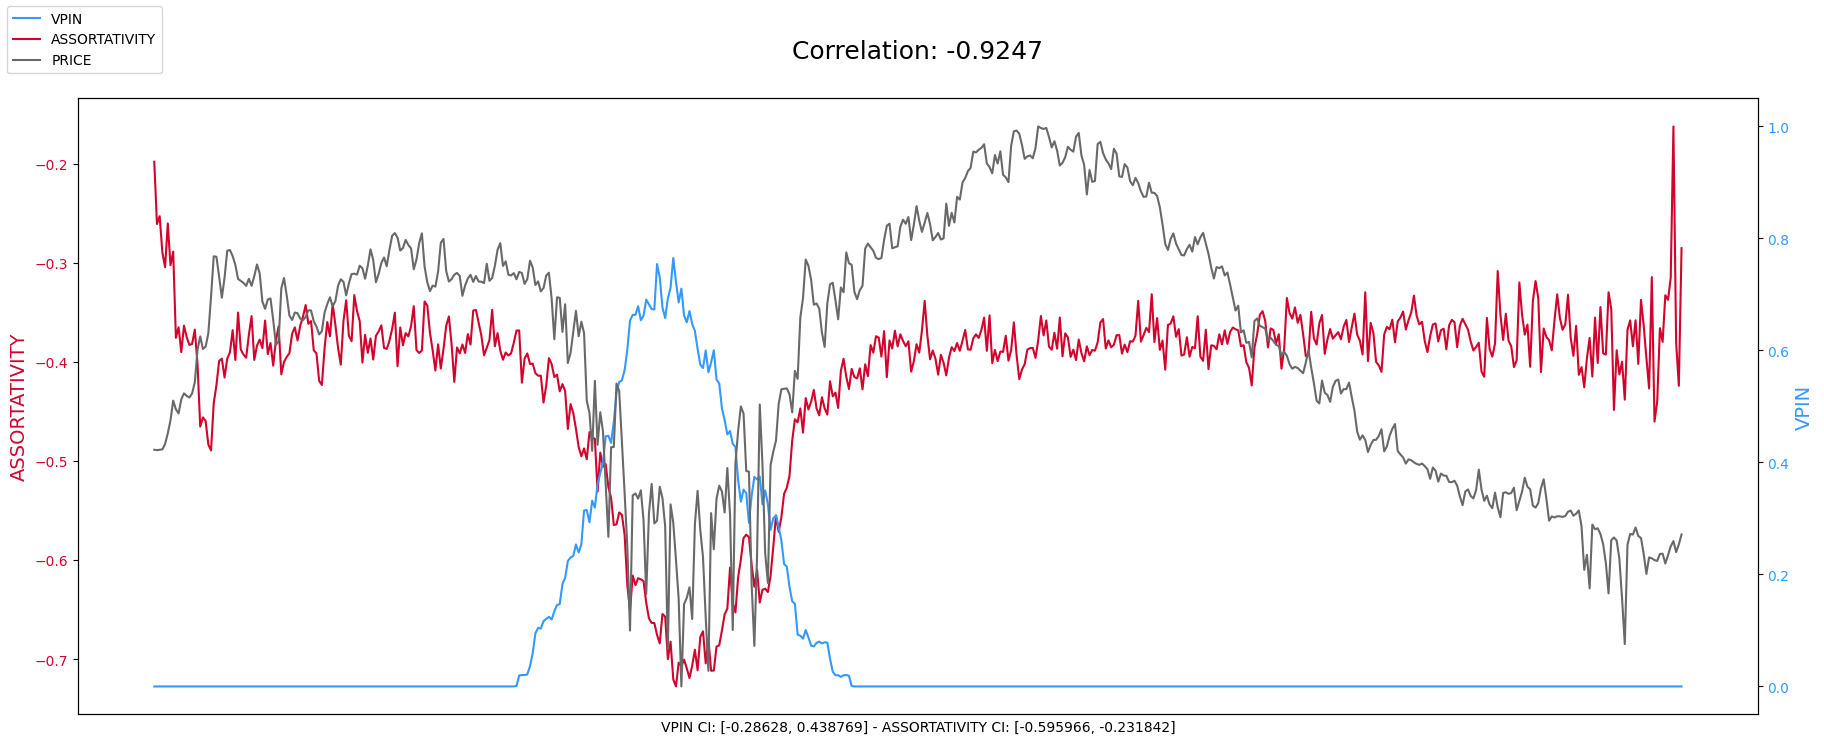 VPIN
ASSORTATIVITY
PRICE
Correlation: -0.9247
ASSORTATIVITY
−0.2
−0.3
−0.4
−0.5
−0.6
−0.7
1.0
0.8
0.6
0.4
0.2
0.0
VPIN
VPIN CI: [-0.28628, 0.438769] - ASSORTATIVITY CI: [-0.595966, -0.231842]